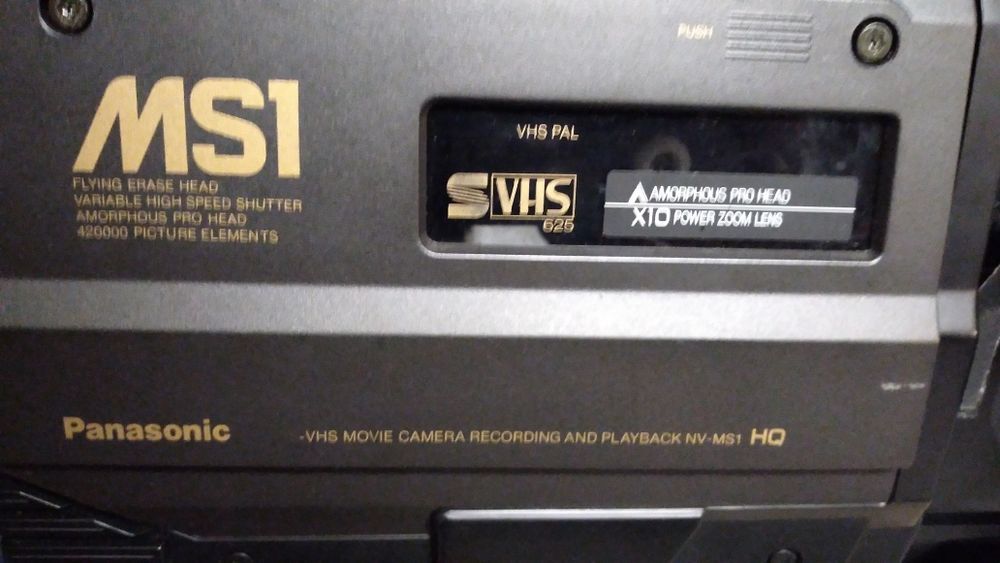 PUSH
MS1
FLYING ERASE HEAD
VARIABLE HIGH SPEED SHUTTER
AMORPHOUS PRO HEAD
420000 PICTURE ELEMENTS
VHS PAL
S VHS
625
AMORPHOUS PRO HEAD
X10 POWER ZOOM LENS
Panasonic
-VHS MOVIE CAMERA RECORDING AND PLAYBACK NV-MS1 HQ